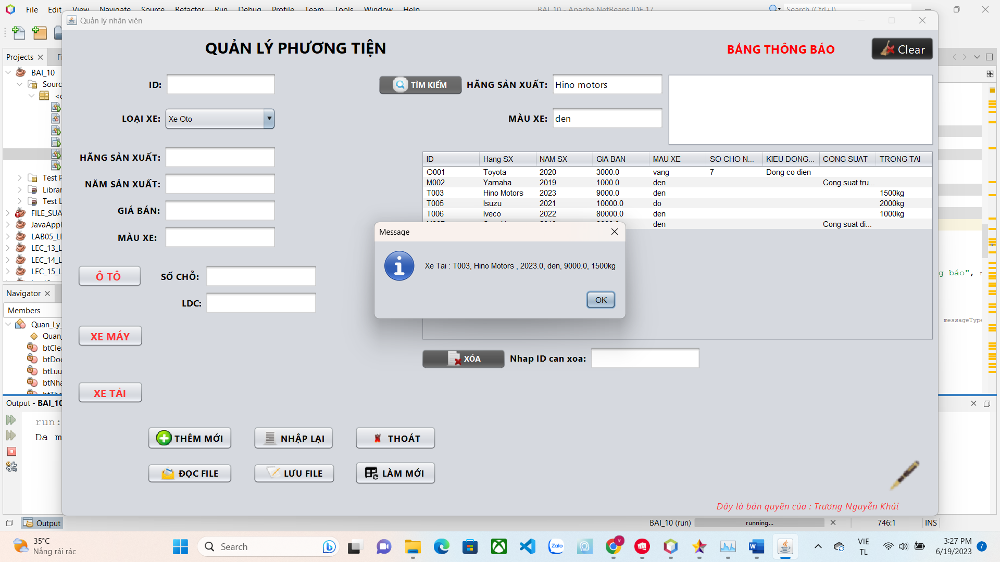 File Edit View Navigate Source Refactor Run Debug Profile Team Tools Window Help
BAI_10 - Apache NetBeans IDE 17
Search (Ctrl+I)
Quản lý nhân viên
QUẢN LÝ PHƯƠNG TIỆN
BẢNG THÔNG BÁO
Clear
Projects
BAI_10
ID:
TÌM KIẾM
HÃNG SẢN XUẤT: Hino motors
LOẠI XE: Xe Oto
MÀU XE: den
HÃNG SẢN XUẤT:
NĂM SẢN XUẤT:
GIÁ BÁN:
MÀU XE:
ID Hang SX NAM SX GIA BAN MAU XE SO CHO N... KIEU DONG... CONG SUAT TRONG TAI
O001 Toyota 2020 3000.0 vang 7 Dong co dien
M002 Yamaha 2019 1000.0 den Cong suat tru...
T003 Hino Motors 2023 9000.0 den 1500kg
T005 Isuzu 2021 10000.0 do 2000kg
T006 Iveco 2022 80000.0 den 1000kg
den Cong suat di...
Message
Xe Tai : T003, Hino Motors , 2023.0, den, 9000.0, 1500kg
OK
Sourc
Test P
Librar
Test L
FILE_SUA
JavaAppl
LAB05_LD
LEC_13_L
LEC_14_L
LEC_15_L
g báo",
messageType
Ô TÔ
SỐ CHỖ:
LDC:
XE MÁY
XE TẢI
XÓA
Nhap ID can xoa:
Navigator
Members
Quan_Ly_
Quan_
btCle
btDoc
btLuu
btNha
Output - BAI_10
run:
Da m
THÊM MỚI
NHẬP LẠI
THOÁT
ĐỌC FILE
LƯU FILE
LÀM MỚI
Đây là bản quyền của : Trương Nguyễn Khải
Output
BAI_10 (run)
running...
746:1
INS
35°C
Nắng rải rác
Search
Zalo
VIE
TL
3:27 PM
6/19/2023
7